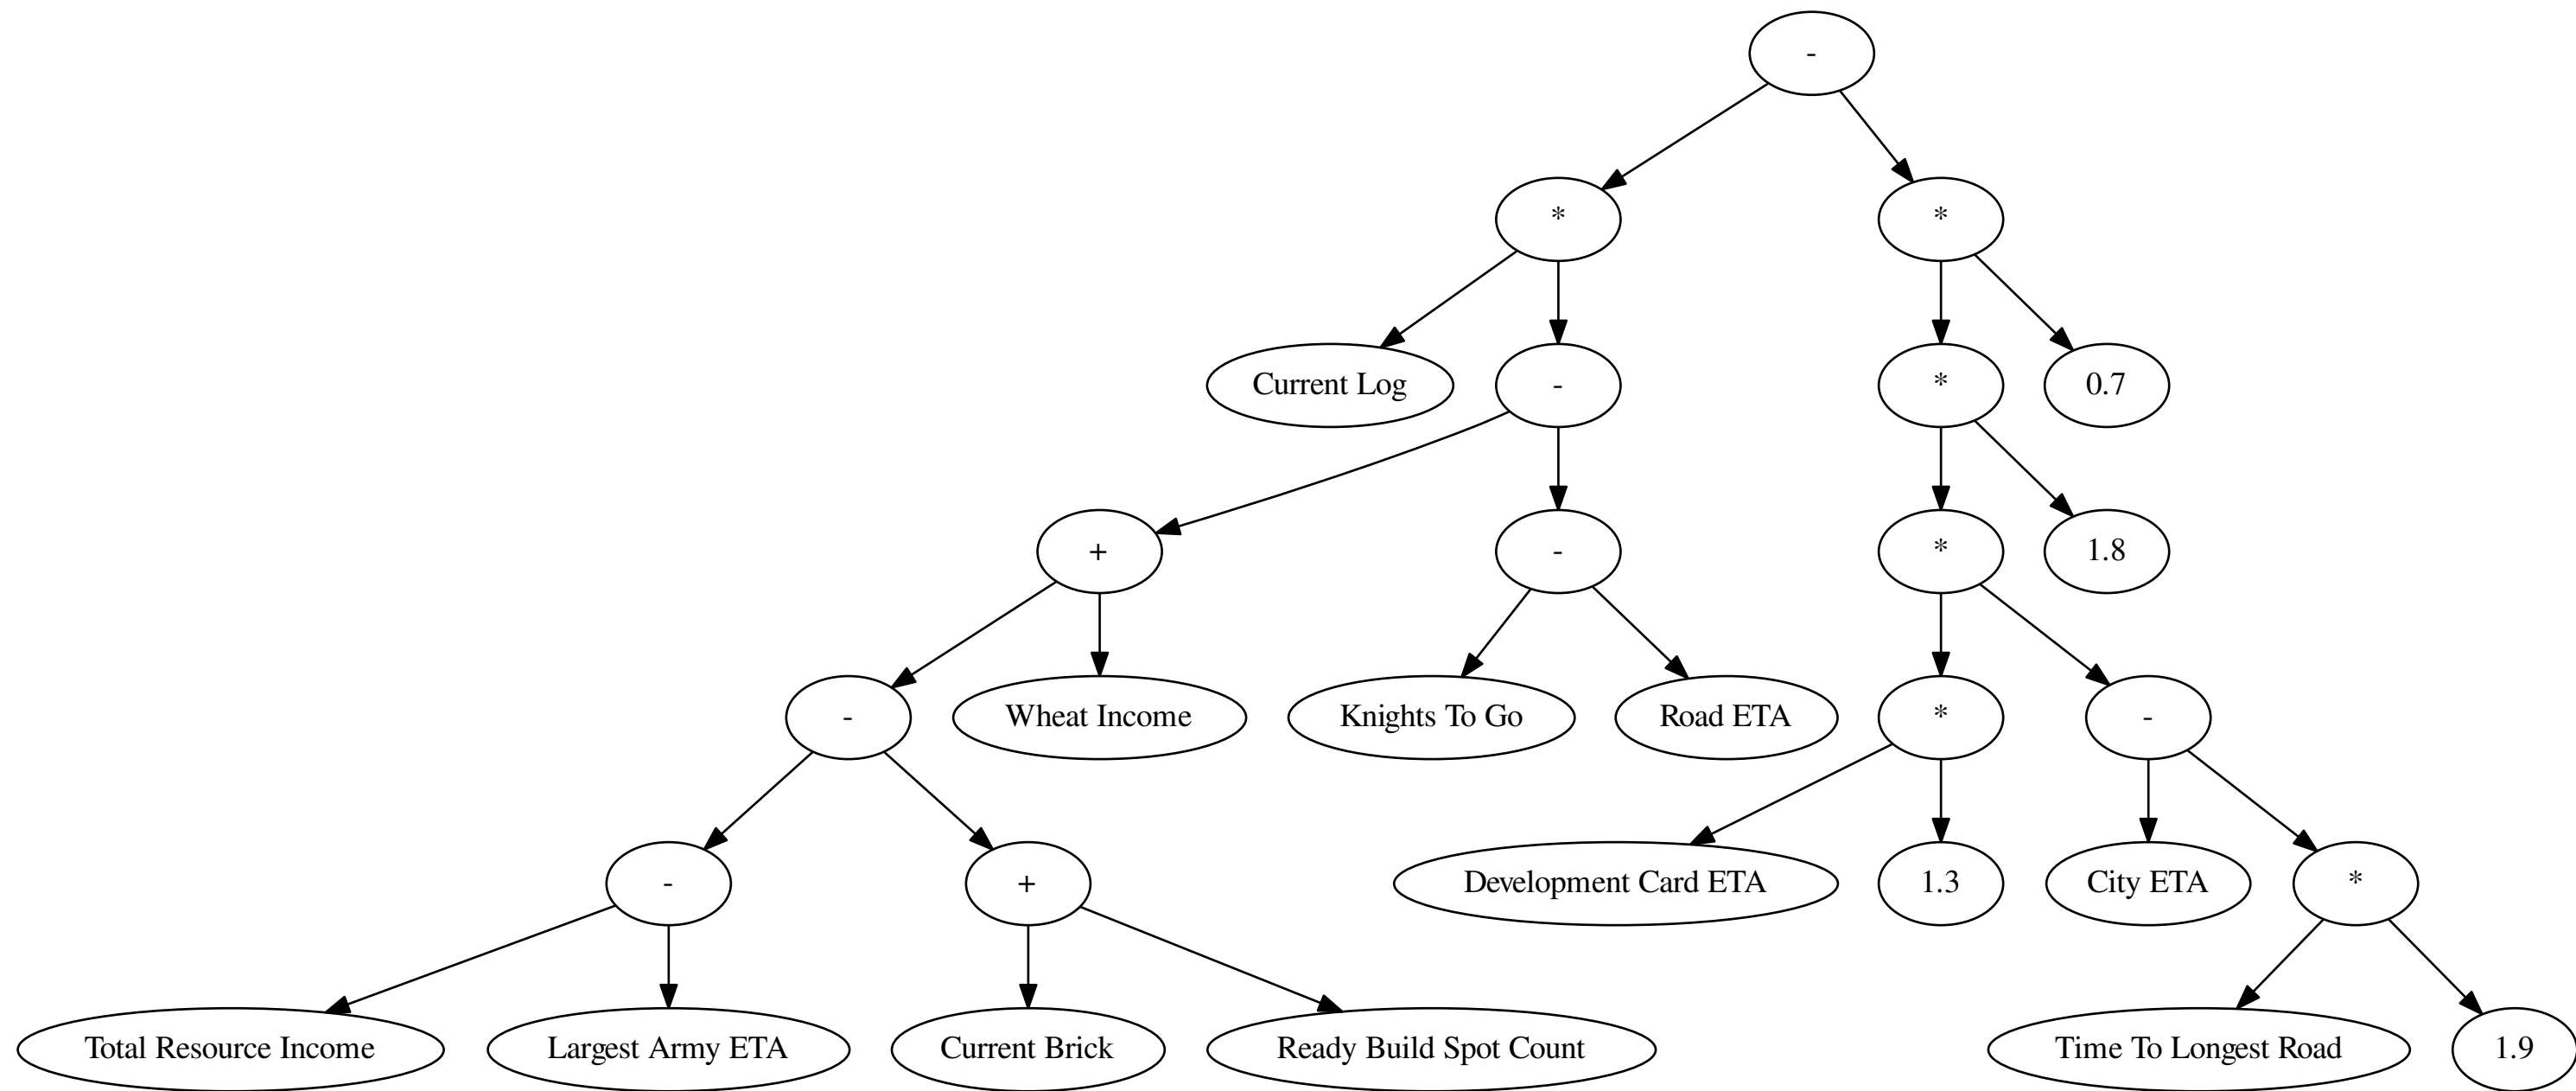 -
*
*
Current Log
-
*
0.7
+
-
*
1.8
-
Wheat Income
Knights To Go
Road ETA
*
-
-
+
Development Card ETA
1.3
City ETA
*
Total Resource Income
Largest Army ETA
Current Brick
Ready Build Spot Count
Time To Longest Road
1.9